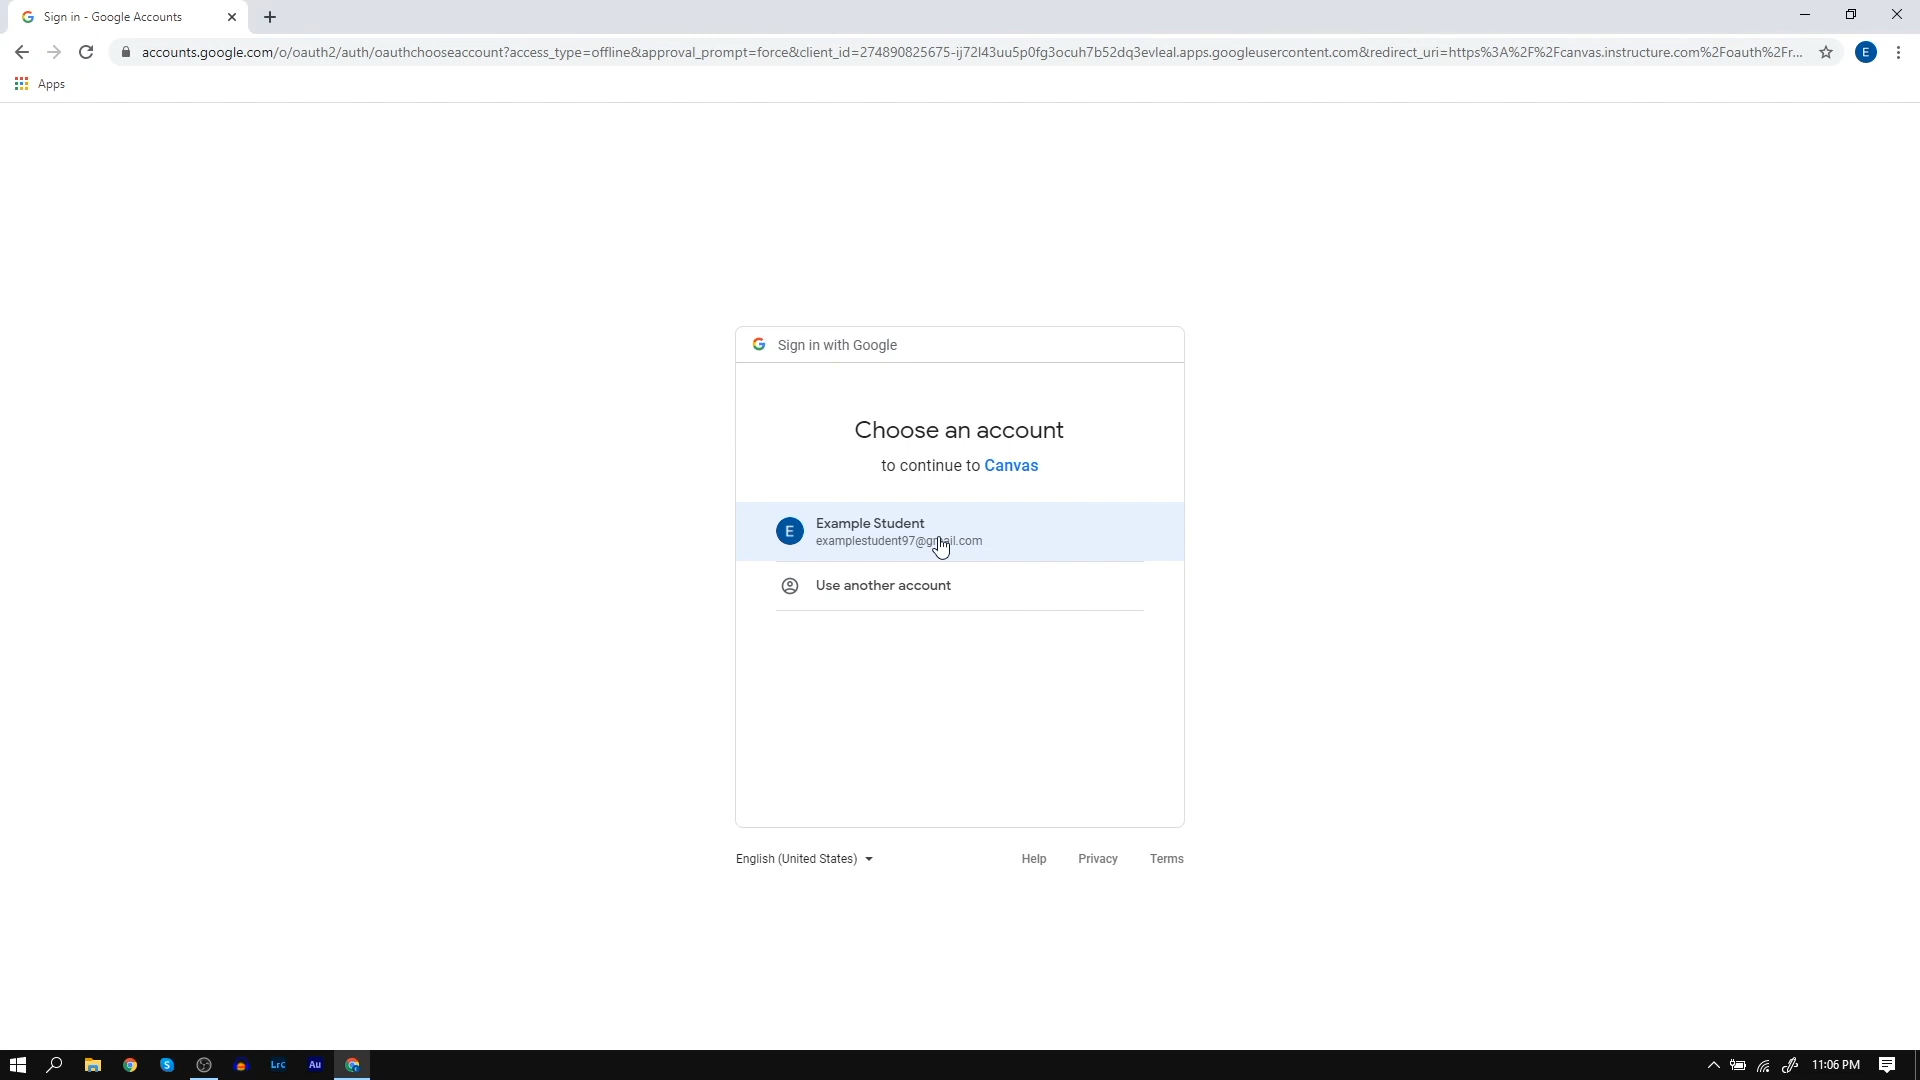 Sign in - Google Accounts
accounts.google.com/o/oauth2/auth/oauthchooseaccount?access_type=offline&approval_prompt=force&client_id=274890825675-ij72l43uu5p0fg3ocuh7b52dq3evleal.apps.googleusercontent.com&redirect_uri=https%3A%2F%2Fcanvas.instructure.com%2Foauth%2Fr...
E
Apps
G Sign in with Google
Choose an account
to continue to Canvas
E
Example Student
examplestudent97@gmail.com
Use another account
English (United States)
Help Privacy Terms
S Lrc Au
11:06 PM